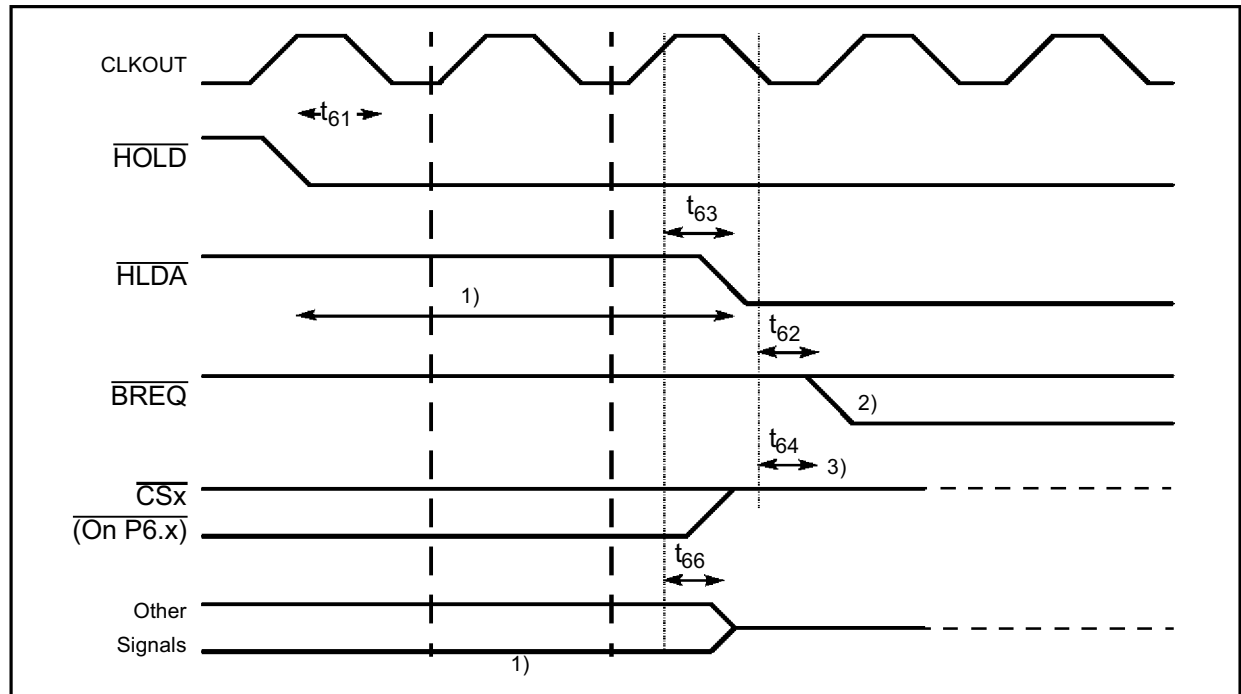 CLKOUT
t61
HOLD
t63
HLDA
1)
t62
BREQ
2)
t64
3)
CSx
(On P6.x)
t66
Other
Signals
1)